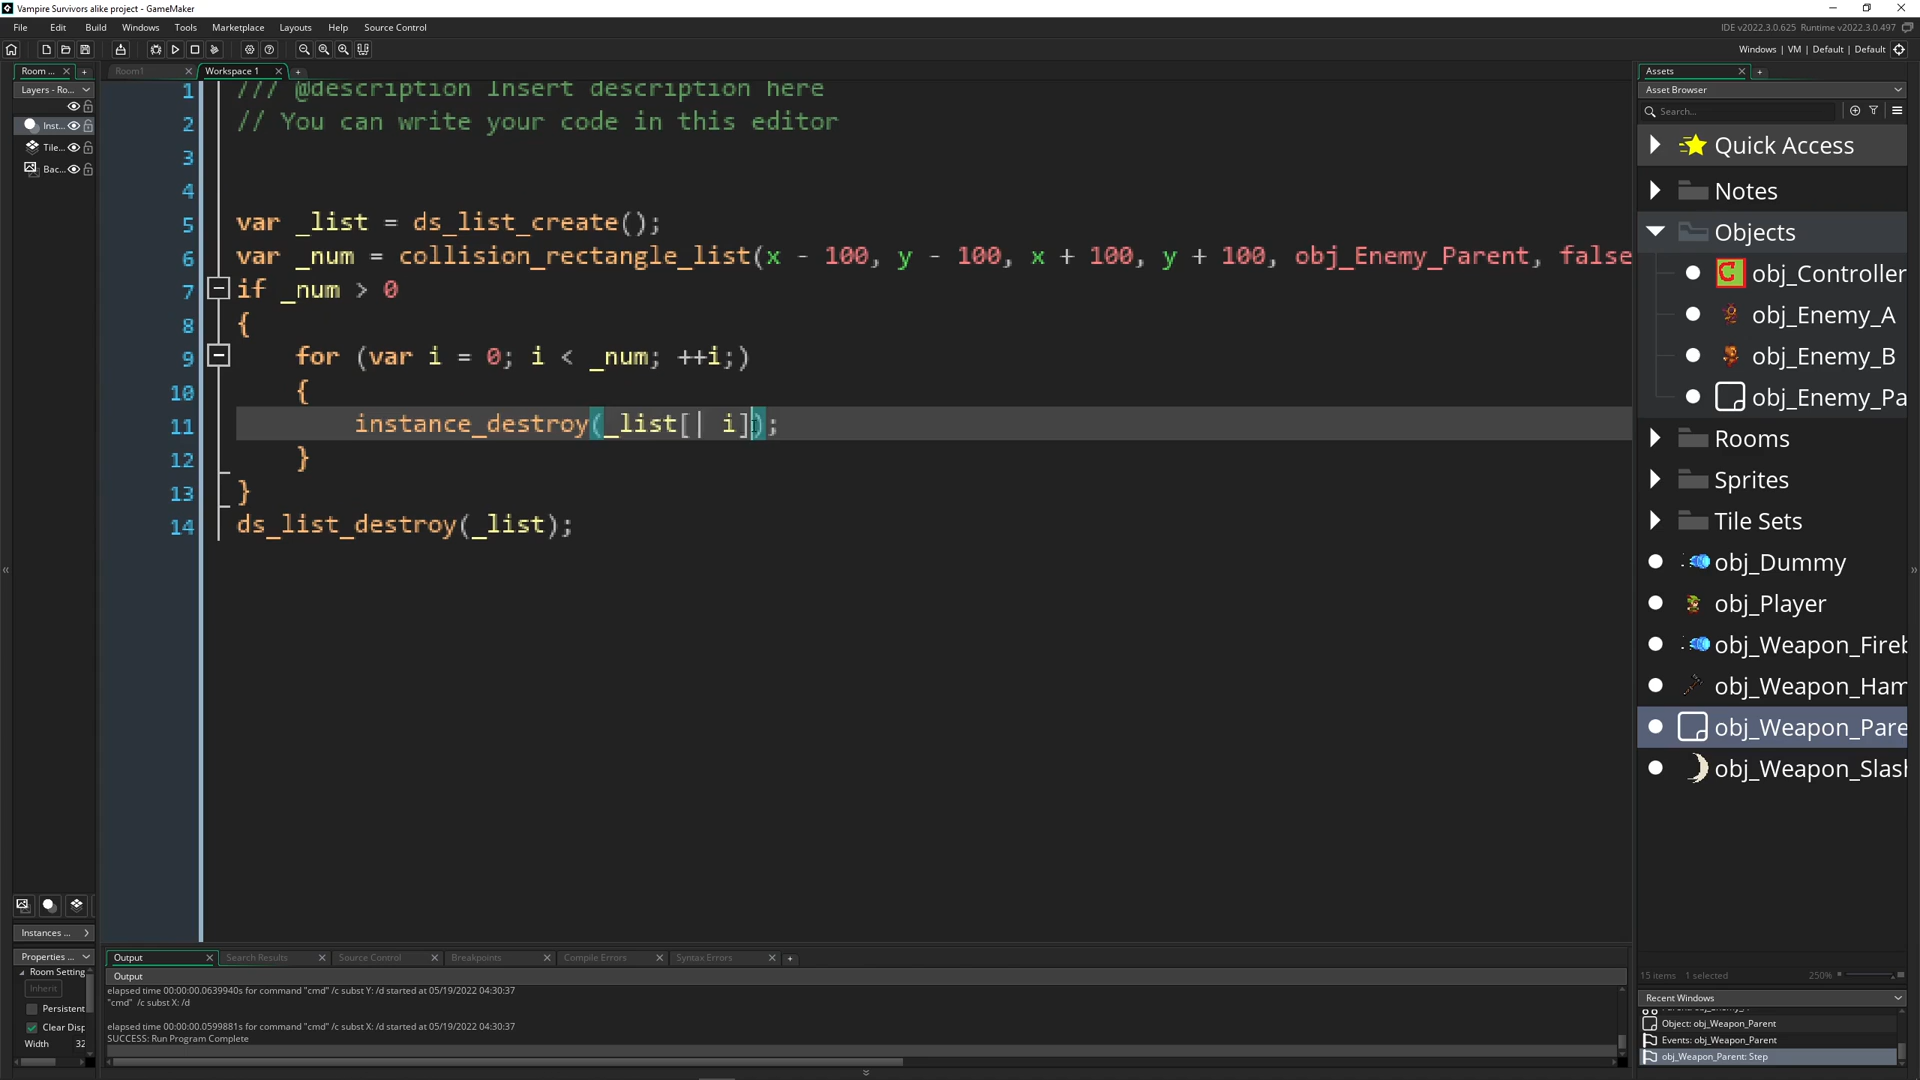 Vampire Survivors alike project - GameMaker
File Edit Build Windows Tools Marketplace Layouts Help Source Control
IDE v2022.3.0.625 Runtime v2022.3.0.497
Windows | VM | Default | Default
Room ...
Room1
Workspace 1
Layers - Ro...
Inst...
Tile...
Bac...
1 /// @description Insert description here
2 // You can write your code in this editor
3
4
5 var _list = ds_list_create();
6 var _num = collision_rectangle_list(x - 100, y - 100, x + 100, y + 100, obj_Enemy_Parent, false
7 if _num > 0
8 {
9 for (var i = 0; i < _num; ++i;)
10 {
11 instance_destroy(_list[| i]);
12 }
13 }
14 ds_list_destroy(_list);
Assets
Asset Browser
Search...
Quick Access
Notes
Objects
obj_Controller
obj_Enemy_A
obj_Enemy_B
obj_Enemy_Pa
Rooms
Sprites
Tile Sets
obj_Dummy
obj_Player
obj_Weapon_Fireb
obj_Weapon_Ham
obj_Weapon_Pare
obj_Weapon_Slash
15 items 1 selected
250%
Recent Windows
Object: obj_Weapon_Parent
Events: obj_Weapon_Parent
obj_Weapon_Parent: Step
Instances ...
Properties ...
Room Setting
Inherit
Persistent
Clear Disp
Width 32
Output Search Results Source Control Breakpoints Compile Errors Syntax Errors
Output
elapsed time 00:00:00.0639940s for command "cmd" /c subst Y: /d started at 05/19/2022 04:30:37
"cmd" /c subst X: /d
elapsed time 00:00:00.0599881s for command "cmd" /c subst X: /d started at 05/19/2022 04:30:37
SUCCESS: Run Program Complete